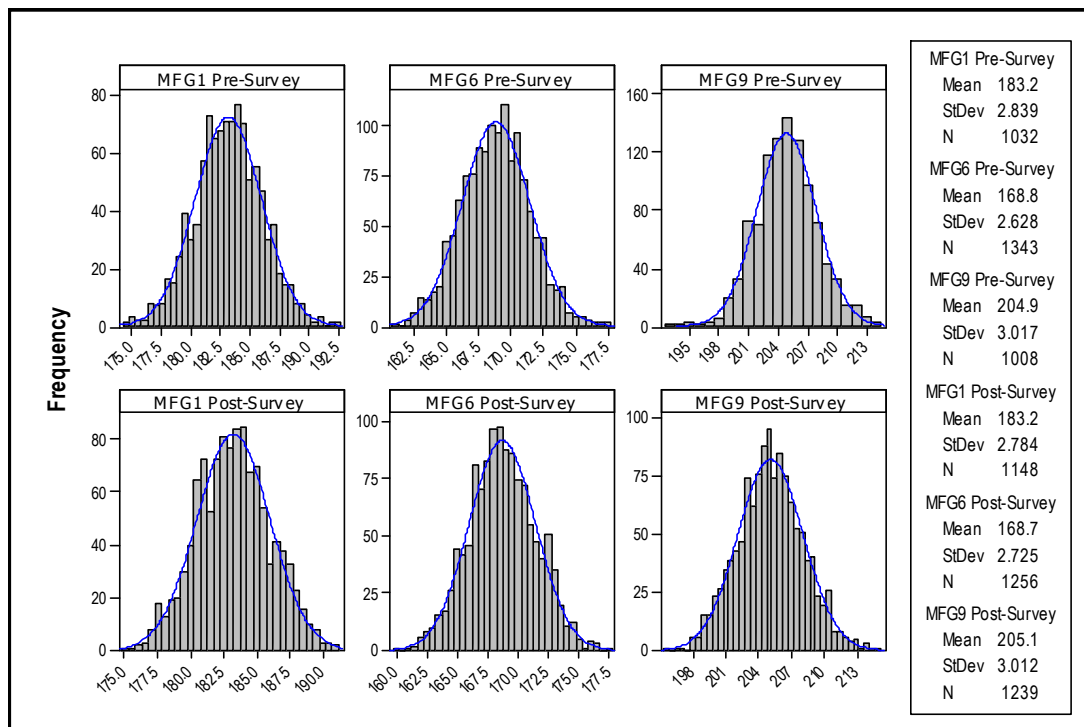 MFG1 Pre-Survey
MFG6 Pre-Survey
MFG9 Pre-Survey
80
60
40
20
0
175.0 177.5 180.0 182.5 185.0 187.5 190.0 192.5
100
75
50
25
0
162.5 165.0 167.5 170.0 172.5 175.0 177.5
160
120
80
40
0
195 198 201 204 207 210 213
Frequency
MFG1 Post-Survey
MFG6 Post-Survey
MFG9 Post-Survey
80
60
40
20
0
175.0 177.5 180.0 182.5 185.0 187.5 190.0
100
75
50
25
0
160.0 162.5 165.0 167.5 170.0 172.5 175.0 177.5
100
75
50
25
0
198 201 204 207 210 213
MFG1 Pre-Survey
Mean 183.2
StDev 2.839
N 1032
MFG6 Pre-Survey
Mean 168.8
StDev 2.628
N 1343
MFG9 Pre-Survey
Mean 204.9
StDev 3.017
N 1008
MFG1 Post-Survey
Mean 183.2
StDev 2.784
N 1148
MFG6 Post-Survey
Mean 168.7
StDev 2.725
N 1256
MFG9 Post-Survey
Mean 205.1
StDev 3.012
N 1239